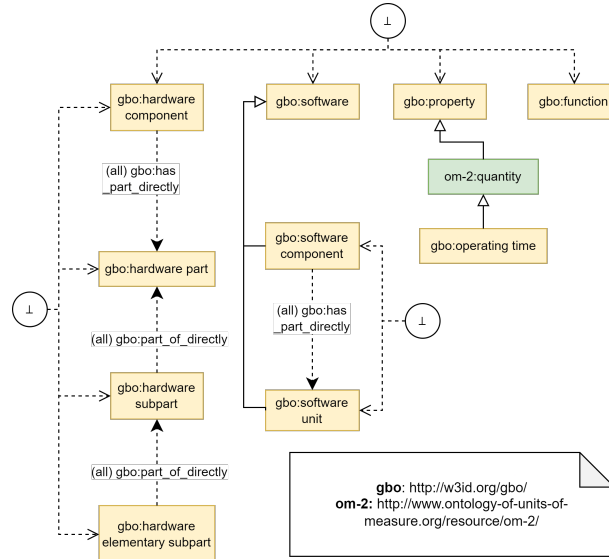 ⊥
gbo:hardware
component
gbo:software
gbo:property
gbo:function
(all) gbo:has
_part_directly
om-2:quantity
gbo:operating time
gbo:software
component
gbo:hardware part
⊥
⊥
(all) gbo:has
_part_directly
(all) gbo:part_of_directly
gbo:hardware
subpart
gbo:software
unit
(all) gbo:part_of_directly
gbo:hardware
elementary subpart
gbo: http://w3id.org/gbo/
om-2: http://www.ontology-of-units-of-
measure.org/resource/om-2/